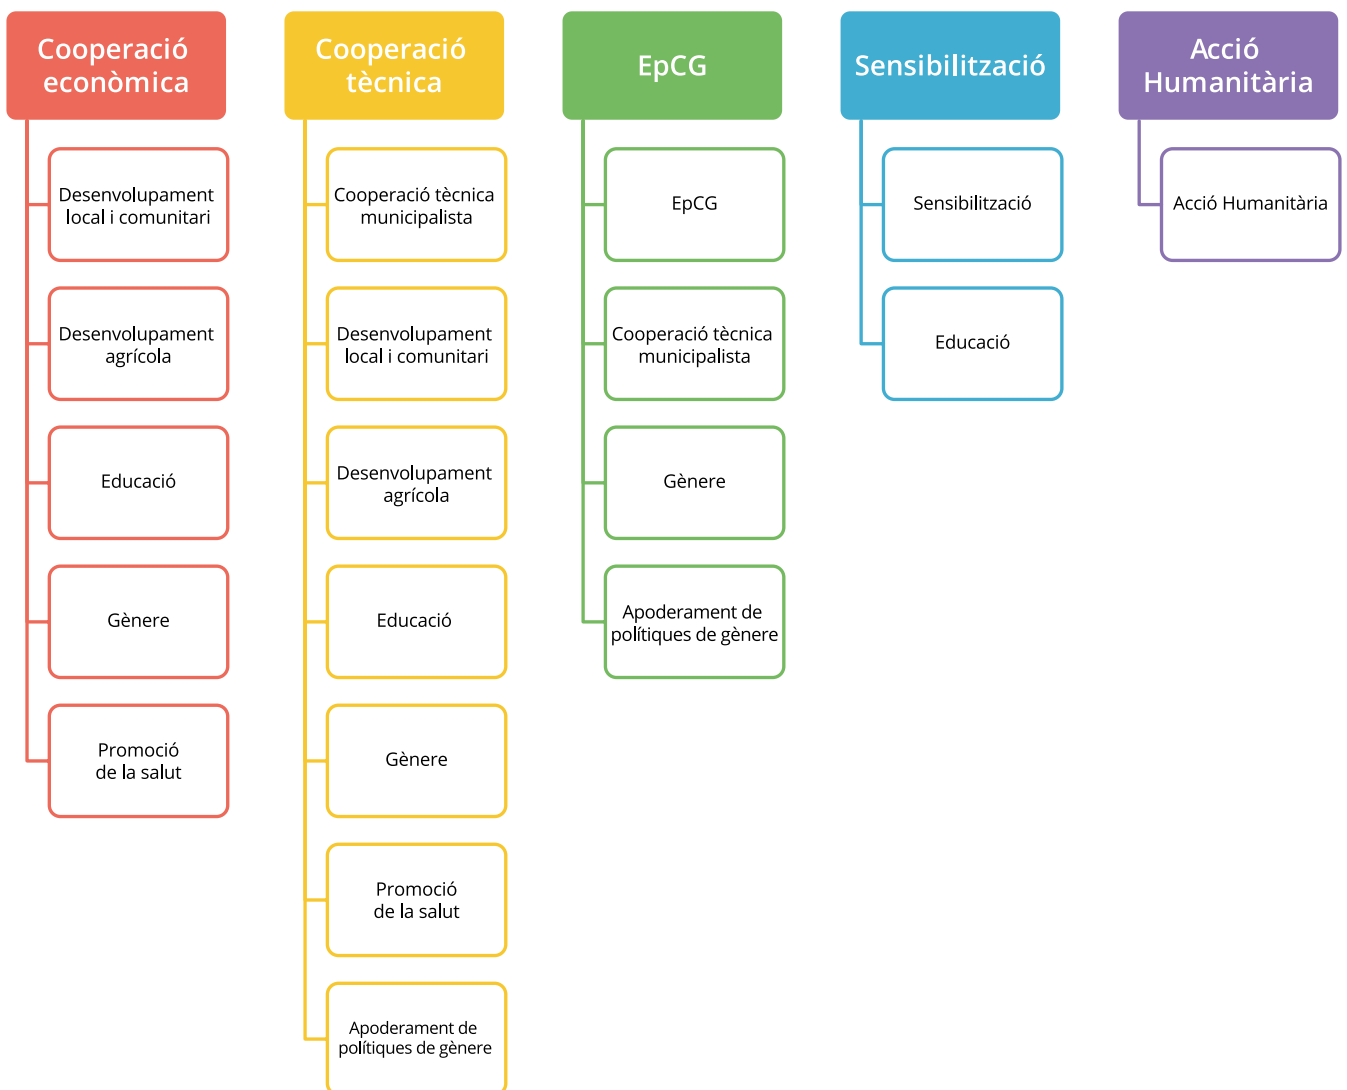 Cooperació
econòmica
Desenvolupament
local i comunitari
Desenvolupament
agrícola
Educació
Gènere
Promoció
de la salut
Cooperació
tècnica
Cooperació tècnica
municipalista
Desenvolupament
local i comunitari
Desenvolupament
agrícola
Educació
Gènere
Promoció
de la salut
Apoderament de
polítiques de gènere
EpCG
EpCG
Cooperació tècnica
municipalista
Gènere
Apoderament de
polítiques de gènere
Sensibilització
Sensibilització
Educació
Acció
Humanitària
Acció Humanitària